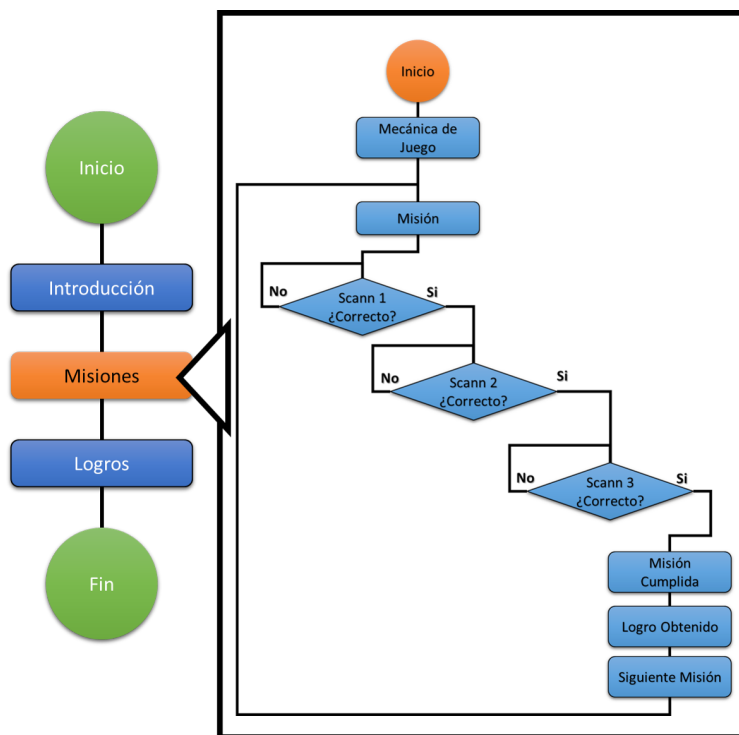 Inicio
Introducción
Misiones
Logros
Fin
Inicio
Mecánica de
Juego
Misión
No
Scann 1
¿Correcto?
Si
No
Scann 2
¿Correcto?
Si
No
Scann 3
¿Correcto?
Si
Misión
Cumplida
Logro Obtenido
Siguiente Misión